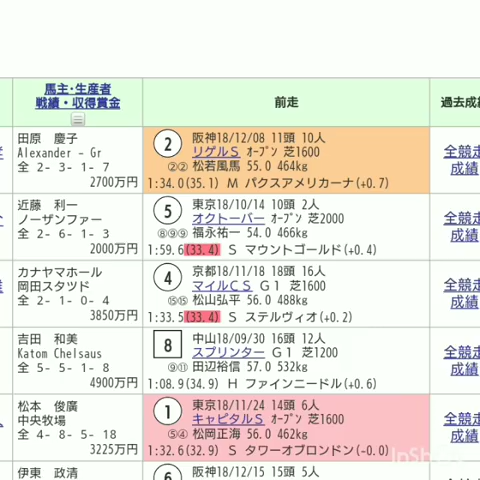 馬主・生産者
戦績・収得賞金
前走
過去成
田原 慶子
Alexander - Gr
全 2- 3- 1- 7
2700万円
② 阪神18/12/08 11頭 10人
リゲルＳ オープン 芝1600
②② 松若風馬 55.0 464kg
1:34.0(35.1) M パクスアメリカーナ(+0.7)
全競走
成績
近藤 利一
ノーザンファー
全 2- 6- 1- 3
2000万円
⑤ 東京18/10/14 10頭 2人
オクトーバー オープン 芝2000
⑧⑨⑨ 福永祐一 54.0 466kg
1:59.6(33.4) S マウントゴールド(+0.4)
全競走
成績
カナヤマホール
岡田スタツド
全 2- 1- 0- 4
3850万円
④ 京都18/11/18 18頭 16人
マイルＣＳ Ｇ１ 芝1600
⑮⑮ 松山弘平 56.0 488kg
1:33.5(33.4) S ステルヴィオ(+0.2)
全競走
成績
吉田 和美
Katom Chelsaus
全 5- 5- 1- 8
4900万円
8 中山18/09/30 16頭 12人
スプリンター Ｇ１ 芝1200
⑨⑪ 田辺裕信 57.0 532kg
1:08.9(34.9) H ファインニードル(+0.6)
全競走
成績
松本 俊廣
中央牧場
全 4- 8- 5- 18
3225万円
① 東京18/11/24 14頭 6人
キャピタルＳ オープン 芝1600
⑤④ 松岡正海 56.0 462kg
1:32.6(32.9) S タワーオブロンドン(-0.0)
全競走
成績
伊東 政清
阪神18/12/15 15頭 5人